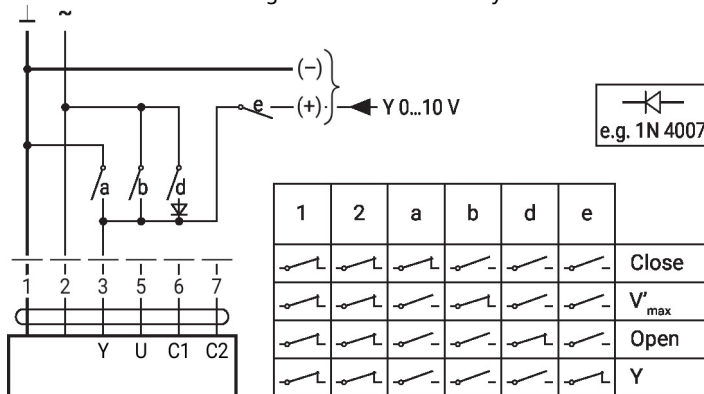 ⊥ ~
(–)
e (+) Y 0...10 V
e.g. 1N 4007
a b d
1 2 a b d e
Close
V'max
Open
Y
1 2 3 5 6 7
Y U C1 C2